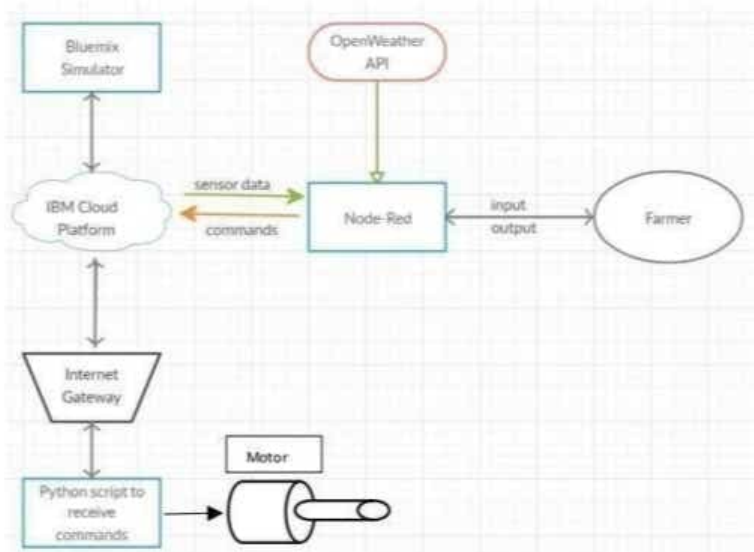 Bluemix
Simulator
OpenWeather
API
IBM Cloud
Platform
sensor data
commands
Node-Red
input
output
Farmer
Internet
Gateway
Motor
Python script to
receive
commands